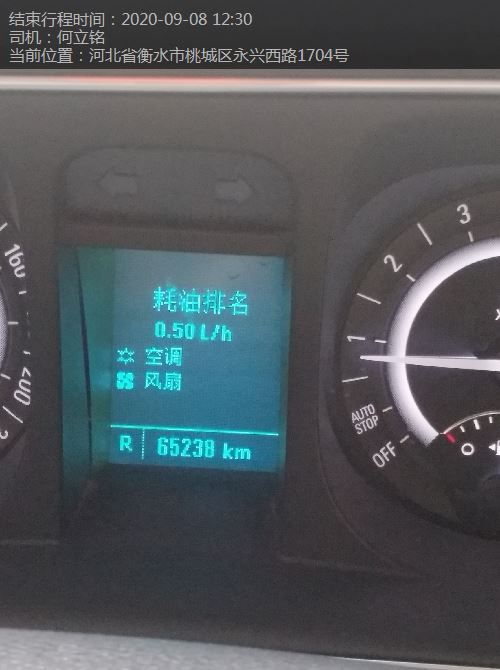 结束行程时间：2020-09-08 12:30
司机：何立铭
当前位置：河北省衡水市桃城区永兴西路1704号
耗油排名
0.50 L/h
空调
风扇
R 65238 km
160
200
3
2
1
AUTO STOP
OFF